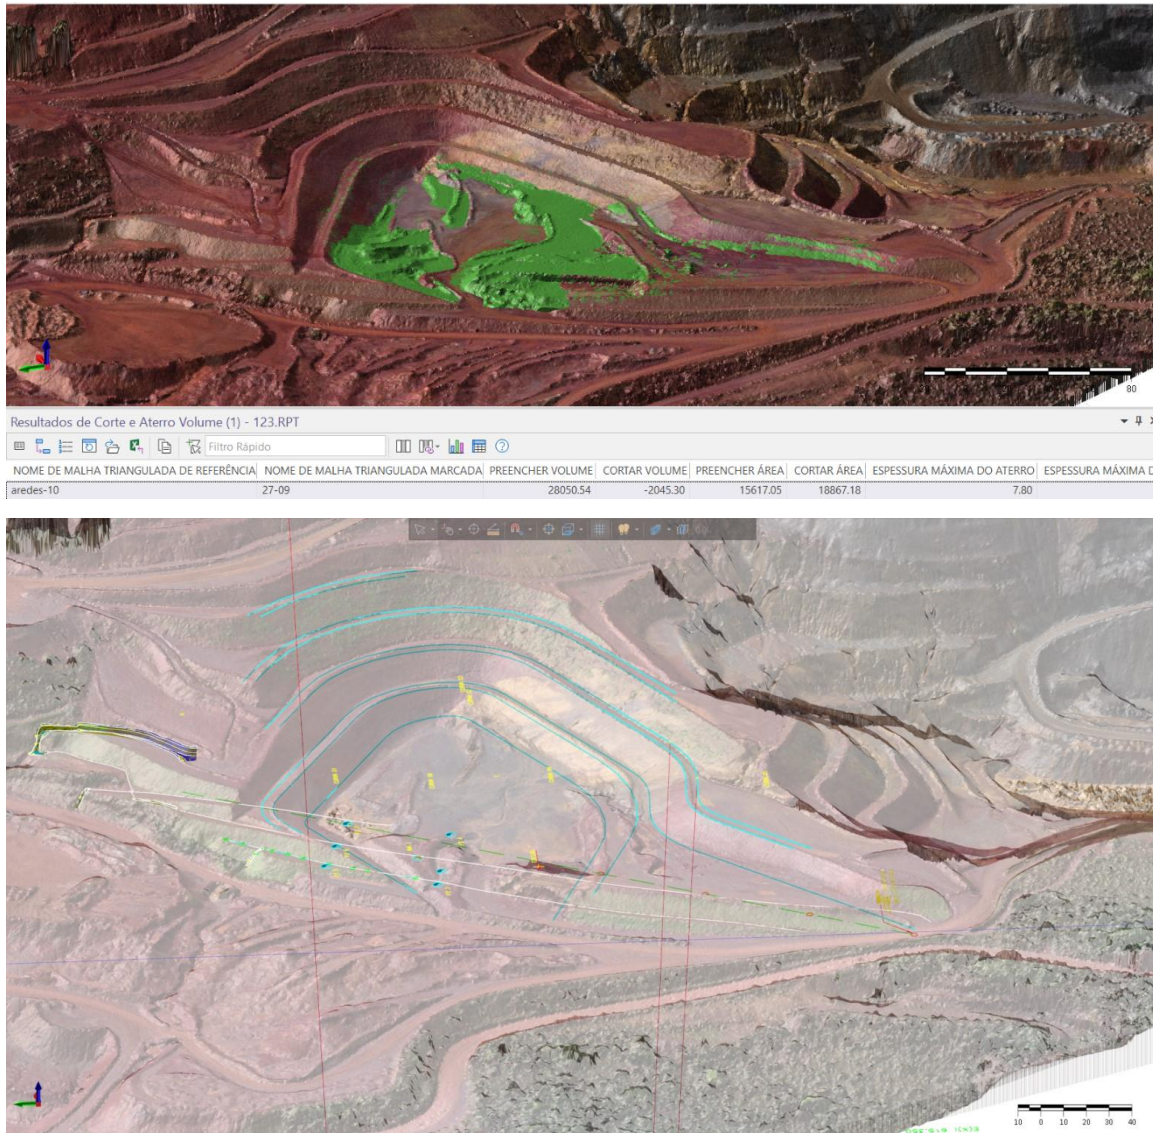 80
Resultados de Corte e Aterro Volume (1) - 123.RPT
Filtro Rápido
NOME DE MALHA TRIANGULADA DE REFERÊNCIA NOME DE MALHA TRIANGULADA MARCADA PREENCHER VOLUME CORTAR VOLUME PREENCHER ÁREA CORTAR ÁREA ESPESSURA MÁXIMA DO ATERRO ESPESSURA MÁXIMA D
aredes-10 27-09 28050.54 -2045.30 15617.05 18867.18 7.80
10 0 10 20 30 40